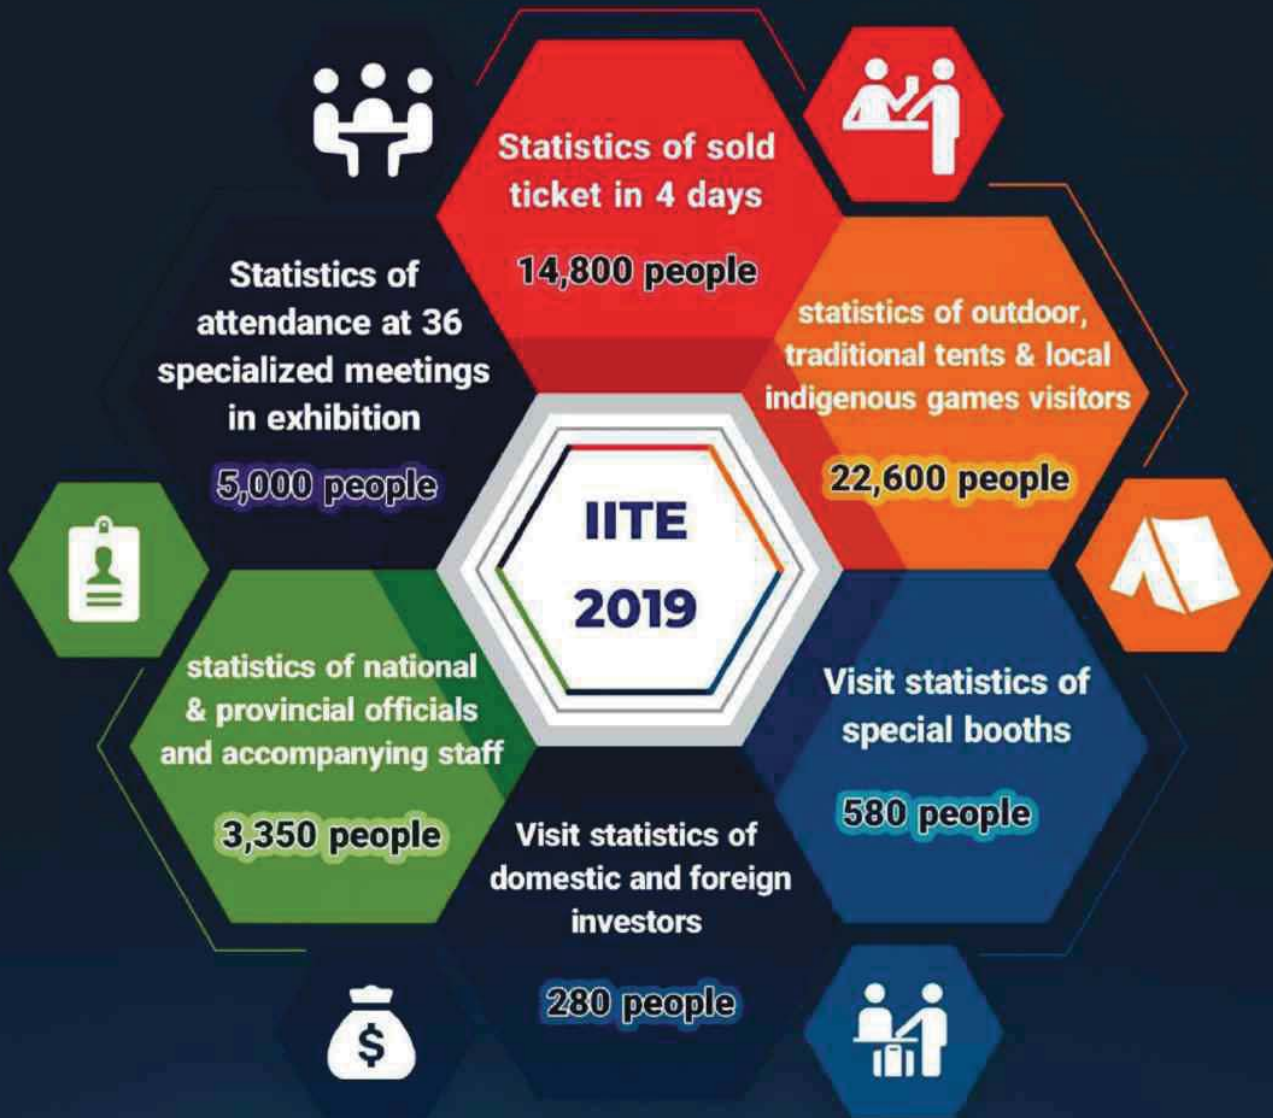 Statistics of sold
ticket in 4 days
14,800 people
statistics of outdoor,
traditional tents & local
indigenous games visitors
22,600 people
Visit statistics of
special booths
580 people
Visit statistics of
domestic and foreign
investors
280 people
$
statistics of national
& provincial officials
and accompanying staff
3,350 people
Statistics of
attendance at 36
specialized meetings
in exhibition
5,000 people
IITE
2019